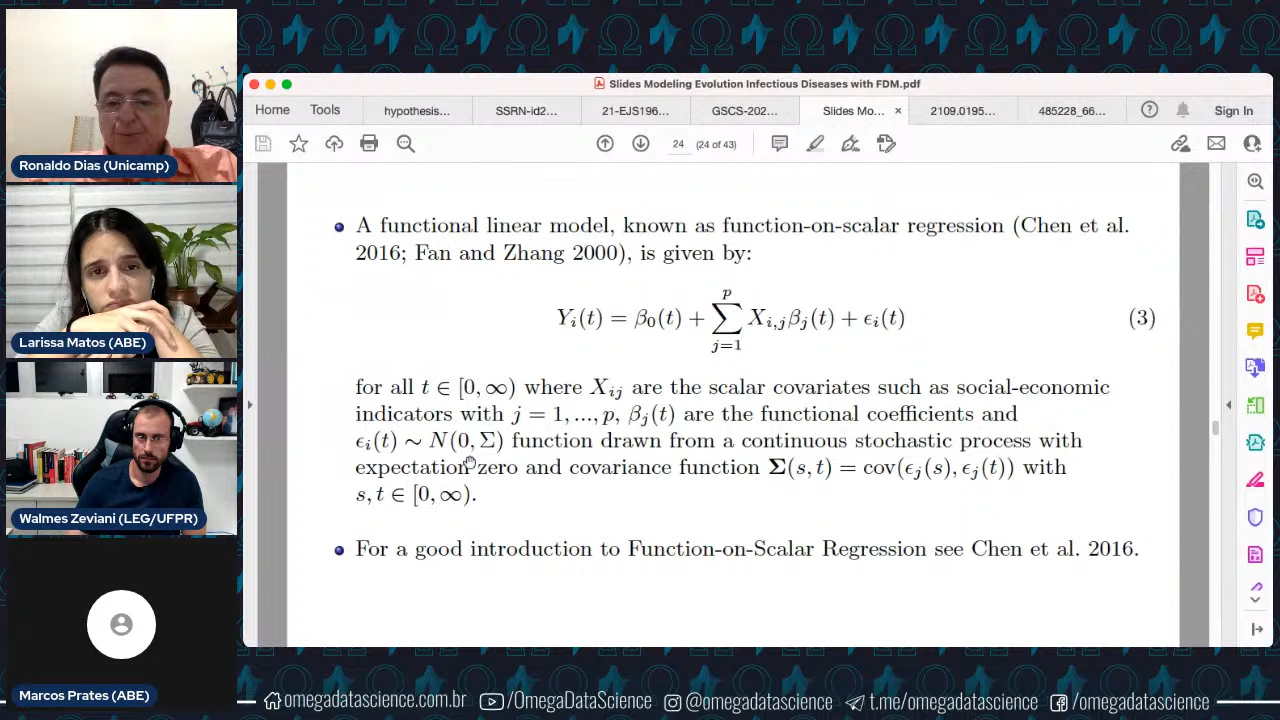 Slides Modeling Evolution Infectious Diseases with FDM.pdf
Home Tools hypothesis... SSRN-id2... 21-EJS196... GSCS-202... Slides Mo... × 2109.0195... 485228_66... Sign In
24 (24 of 43)
Ronaldo Dias (Unicamp)
Larissa Matos (ABE)
Walmes Zeviani (LEG/UFPR)
Marcos Prates (ABE)
• A functional linear model, known as function-on-scalar regression (Chen et al.
2016; Fan and Zhang 2000), is given by:
Y_i(t) = β_0(t) + ∑_{j=1}^{p} X_{i,j}β_j(t) + ϵ_i(t) (3)
for all t ∈ [0, ∞) where X_{ij} are the scalar covariates such as social-economic
indicators with j = 1, ..., p, β_j(t) are the functional coefficients and
ϵ_i(t) ∼ N(0, Σ) function drawn from a continuous stochastic process with
expectation zero and covariance function Σ(s, t) = cov(ϵ_j(s), ϵ_j(t)) with
s, t ∈ [0, ∞).
• For a good introduction to Function-on-Scalar Regression see Chen et al. 2016.
omegadatascience.com.br /OmegaDataScience @omegadatascience t.me/omegadatascience /omegadatascience